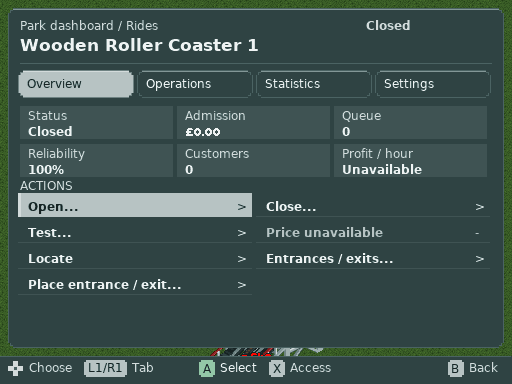 Park dashboard / Rides
Closed
Wooden Roller Coaster 1
Overview
Operations
Statistics
Settings
Status
Closed
Admission
£0.00
Queue
0
Reliability
100%
Customers
0
Profit / hour
Unavailable
ACTIONS
Open... >
Close... >
Test... >
Price unavailable -
Locate >
Entrances / exits... >
Place entrance / exit... >
Choose
L1/R1 Tab
A Select
X Access
B Back